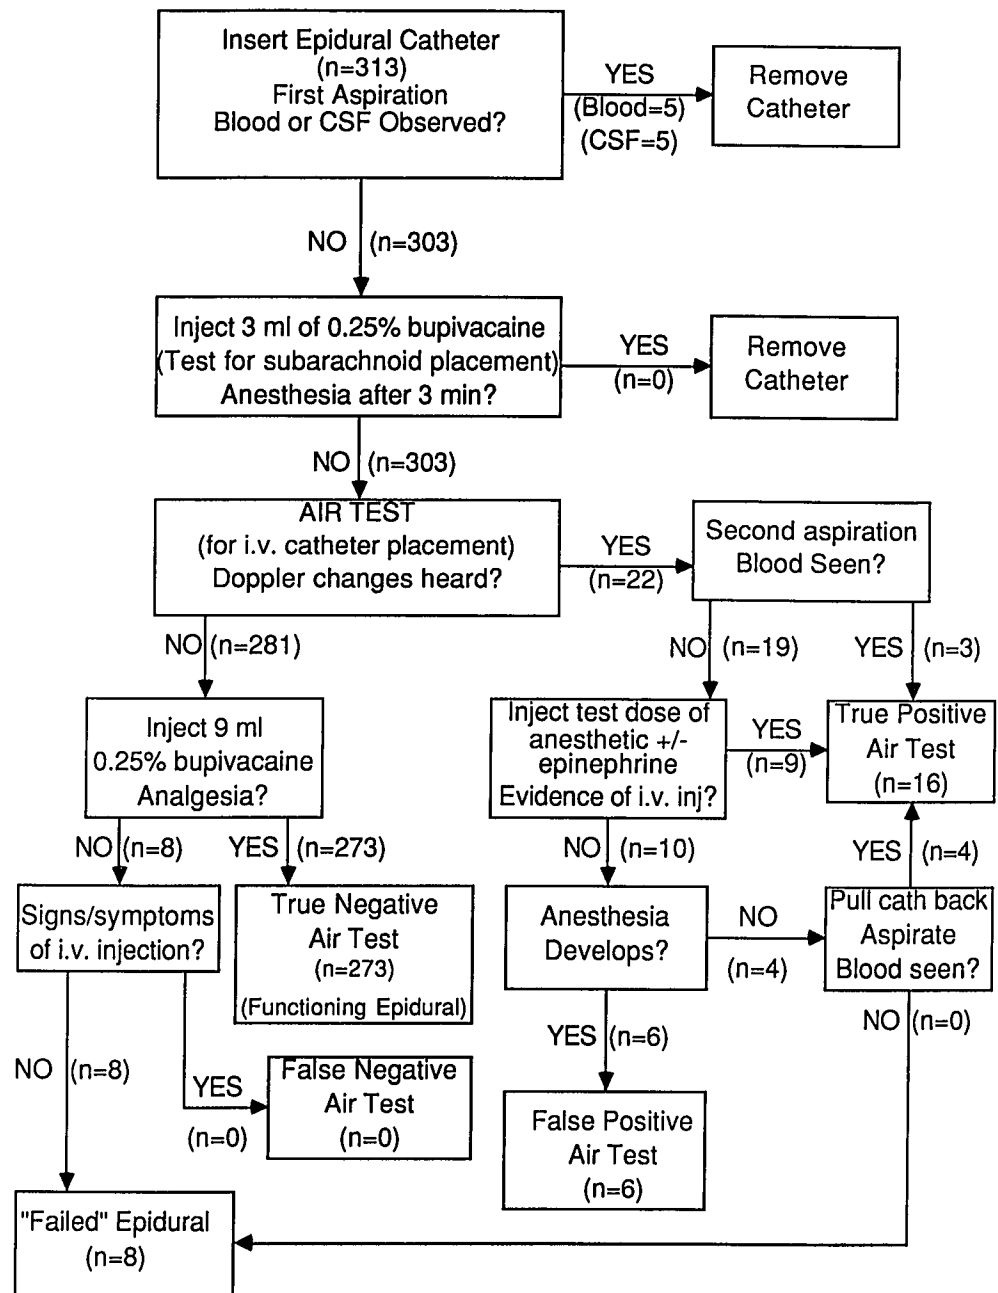 Insert Epidural Catheter
(n=313)
First Aspiration
Blood or CSF Observed?
YES
(Blood=5)
(CSF=5)
Remove
Catheter
NO (n=303)
Inject 3 ml of 0.25% bupivacaine
(Test for subarachnoid placement)
Anesthesia after 3 min?
YES
(n=0)
Remove
Catheter
NO (n=303)
AIR TEST
(for i.v. catheter placement)
Doppler changes heard?
YES
(n=22)
Second aspiration
Blood Seen?
NO (n=281)
NO (n=19)
YES (n=3)
Inject 9 ml
0.25% bupivacaine
Analgesia?
Inject test dose of
anesthetic +/-
epinephrine
Evidence of i.v. inj?
YES
(n=9)
True Positive
Air Test
(n=16)
NO (n=8)
YES (n=273)
NO (n=10)
YES (n=4)
Signs/symptoms
of i.v. injection?
True Negative
Air Test
(n=273)
(Functioning Epidural)
Anesthesia
Develops?
NO
(n=4)
Pull cath back
Aspirate
Blood seen?
NO (n=8)
YES
(n=0)
False Negative
Air Test
(n=0)
YES (n=6)
NO (n=0)
False Positive
Air Test
(n=6)
"Failed" Epidural
(n=8)